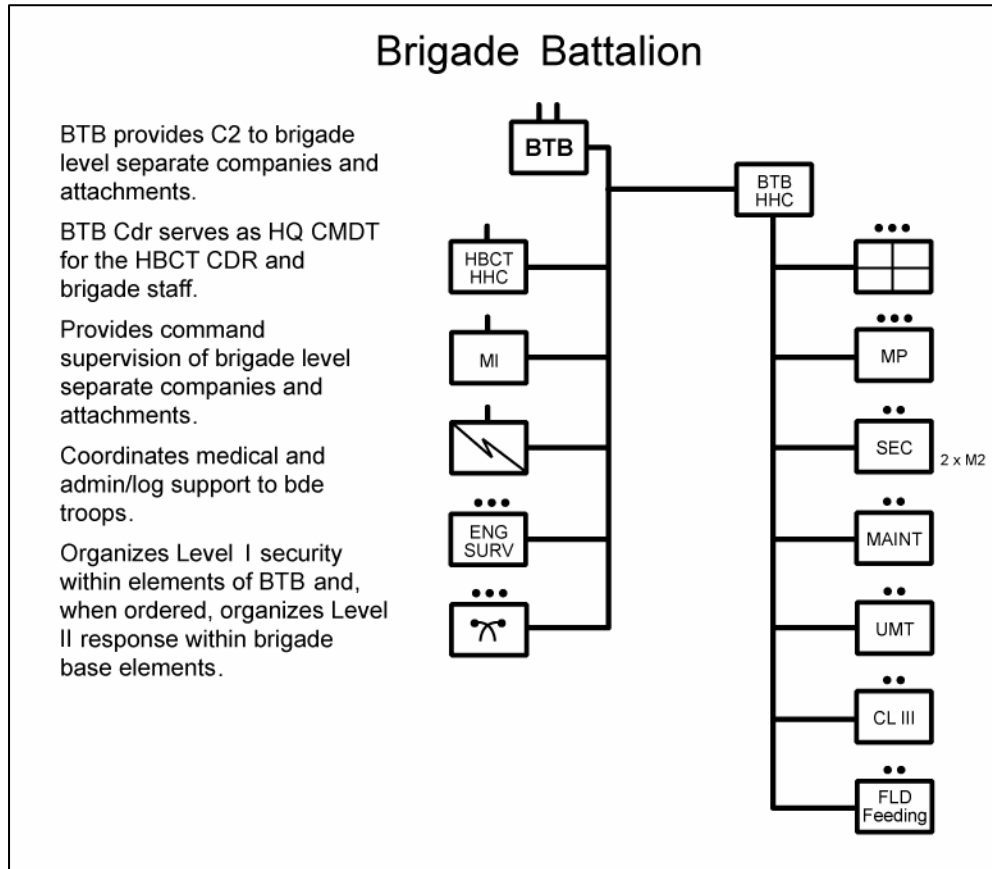 Brigade Battalion
BTB provides C2 to brigade
level separate companies and
attachments.
BTB Cdr serves as HQ CMDT
for the HBCT CDR and
brigade staff.
Provides command
supervision of brigade level
separate companies and
attachments.
Coordinates medical and
admin/log support to bde
troops.
Organizes Level I security
within elements of BTB and,
when ordered, organizes Level
II response within brigade
base elements.
BTB
HBCT
HHC
MI
ENG
SURV
BTB
HHC
MP
SEC
2 x M2
MAINT
UMT
CL III
FLD
Feeding